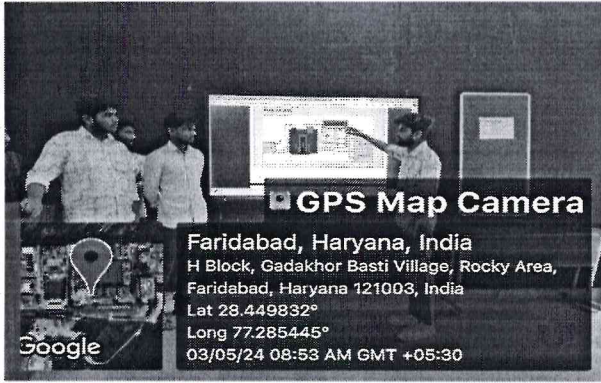 GPS Map Camera
Faridabad, Haryana, India
H Block, Gadakhor Basti Village, Rocky Area,
Faridabad, Haryana 121003, India
Lat 28.449832°
Long 77.285445°
03/05/24 08:53 AM GMT +05:30
Google